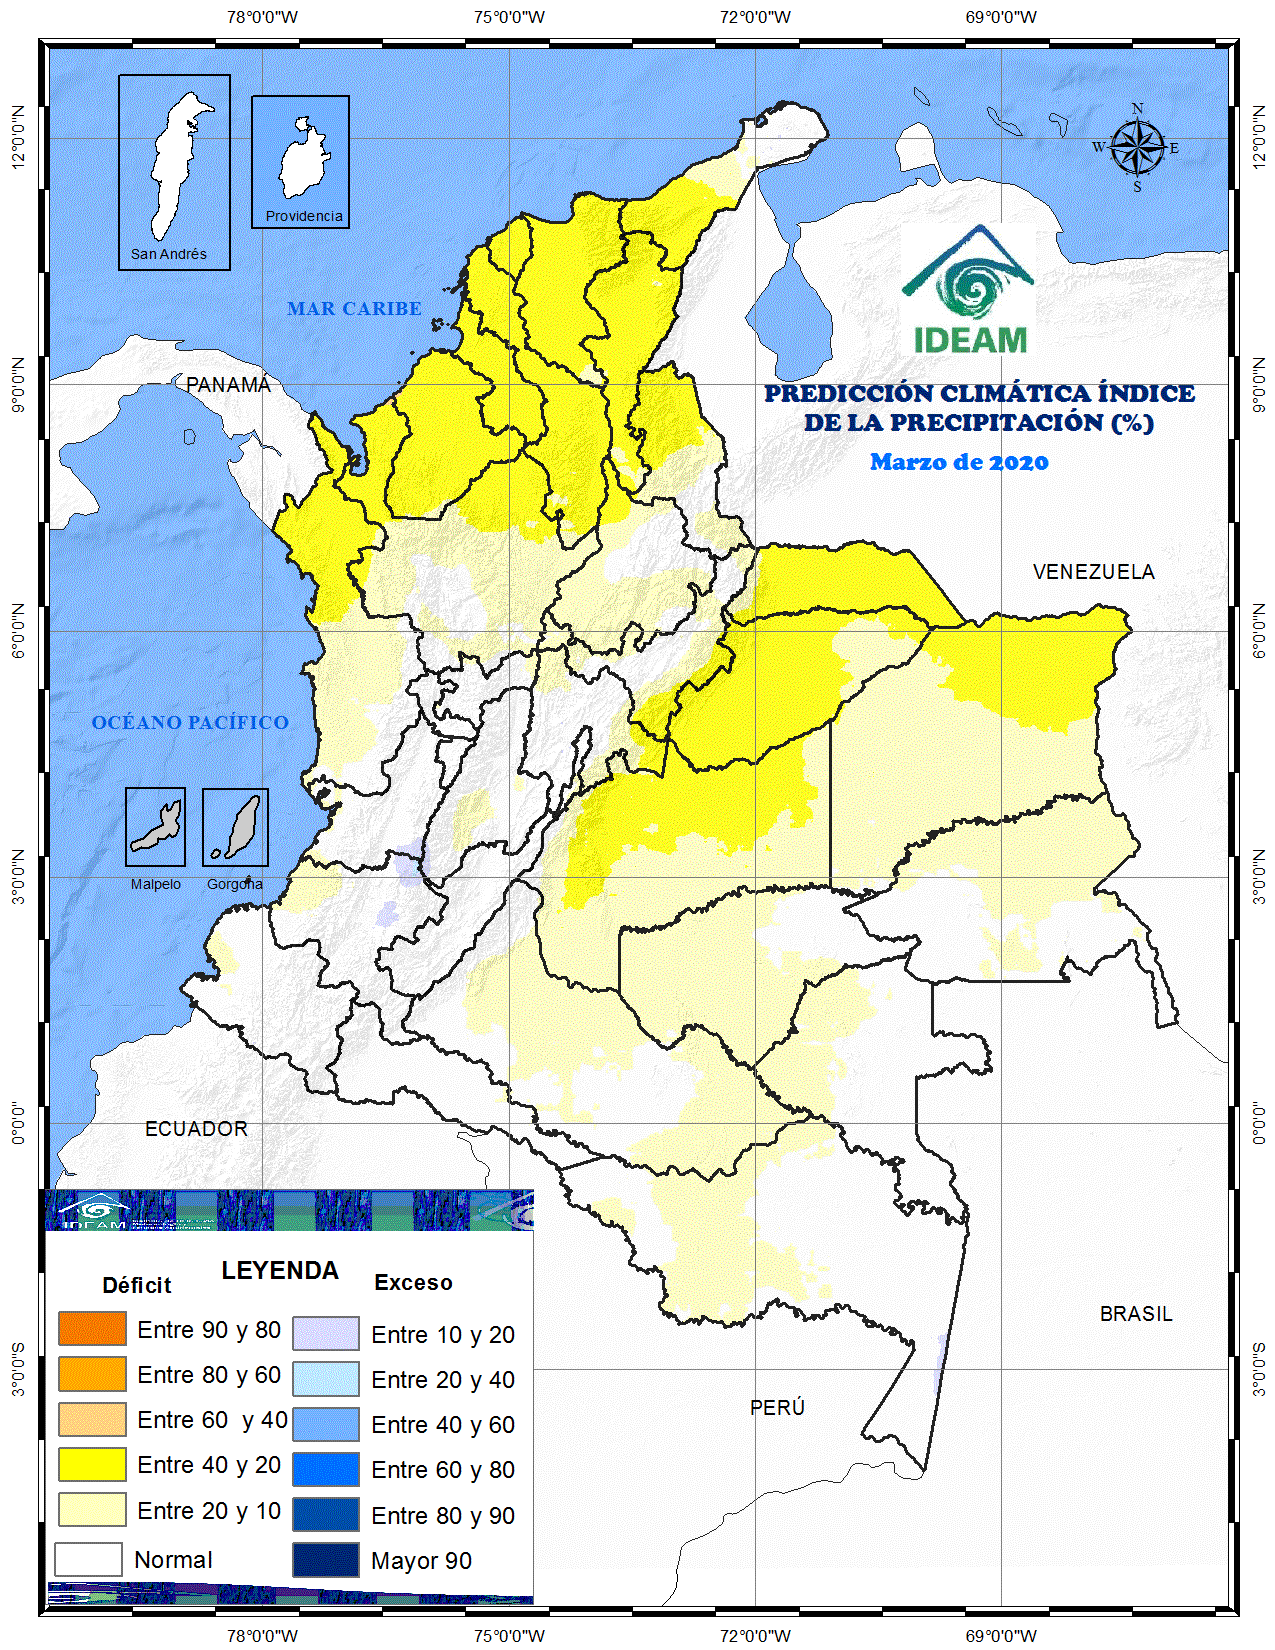 78°0'0"W 75°0'0"W 72°0'0"W 69°0'0"W
12°0'0"N 12°0'0"N
N
W E
S
Providencia
San Andrés
MAR CARIBE
IDEAM
9°0'0"N 9°0'0"N
PANAMÁ
PREDICCIÓN CLIMÁTICA ÍNDICE
DE LA PRECIPITACIÓN (%)
Marzo de 2020
VENEZUELA
6°0'0"N 6°0'0"N
OCÉANO PACÍFICO
3°0'0"N 3°0'0"N
Malpelo Gorgona
0°0'0" 0°0'0"
ECUADOR
IDEAM
LEYENDA
Déficit Exceso
Entre 90 y 80 Entre 10 y 20
Entre 80 y 60 Entre 20 y 40
Entre 60 y 40 Entre 40 y 60
Entre 40 y 20 Entre 60 y 80
Entre 20 y 10 Entre 80 y 90
Normal Mayor 90
BRASIL
3°0'0"S 3°0'0"S
PERÚ
78°0'0"W 75°0'0"W 72°0'0"W 69°0'0"W